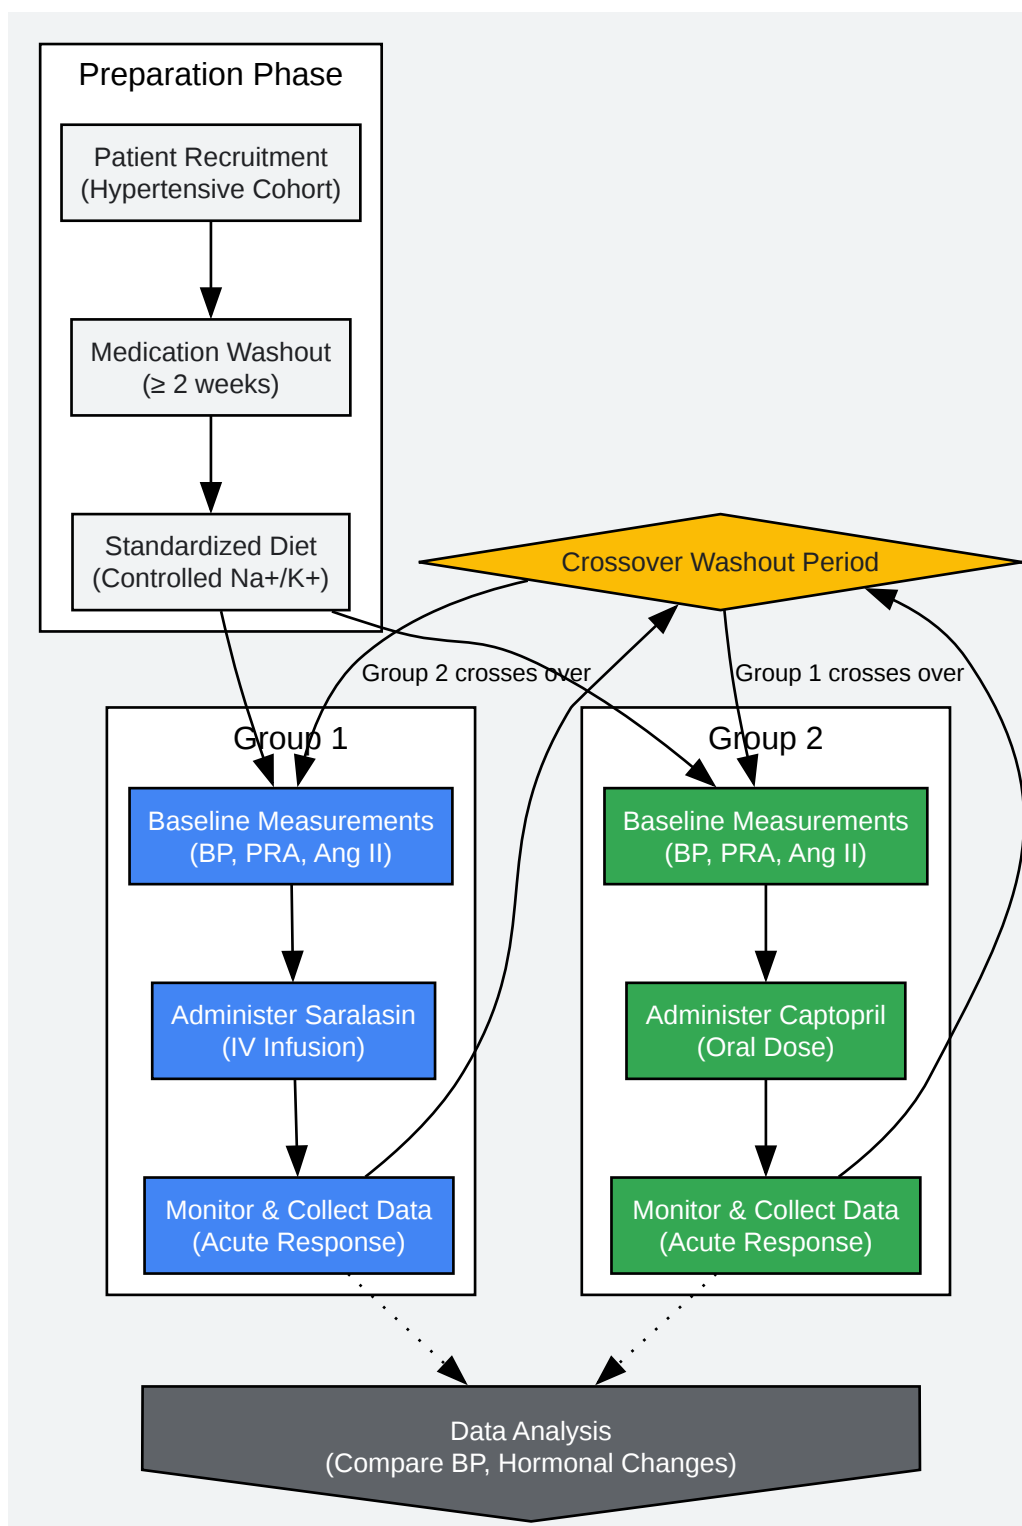 Preparation Phase
Patient Recruitment
(Hypertensive Cohort)
Medication Washout
(≥ 2 weeks)
Standardized Diet
(Controlled Na+/K+)
Crossover Washout Period
Group 2 crosses over
Group 1 crosses over
Group 1
Baseline Measurements
(BP, PRA, Ang II)
Administer Saralasin
(IV Infusion)
Monitor & Collect Data
(Acute Response)
Group 2
Baseline Measurements
(BP, PRA, Ang II)
Administer Captopril
(Oral Dose)
Monitor & Collect Data
(Acute Response)
Data Analysis
(Compare BP, Hormonal Changes)